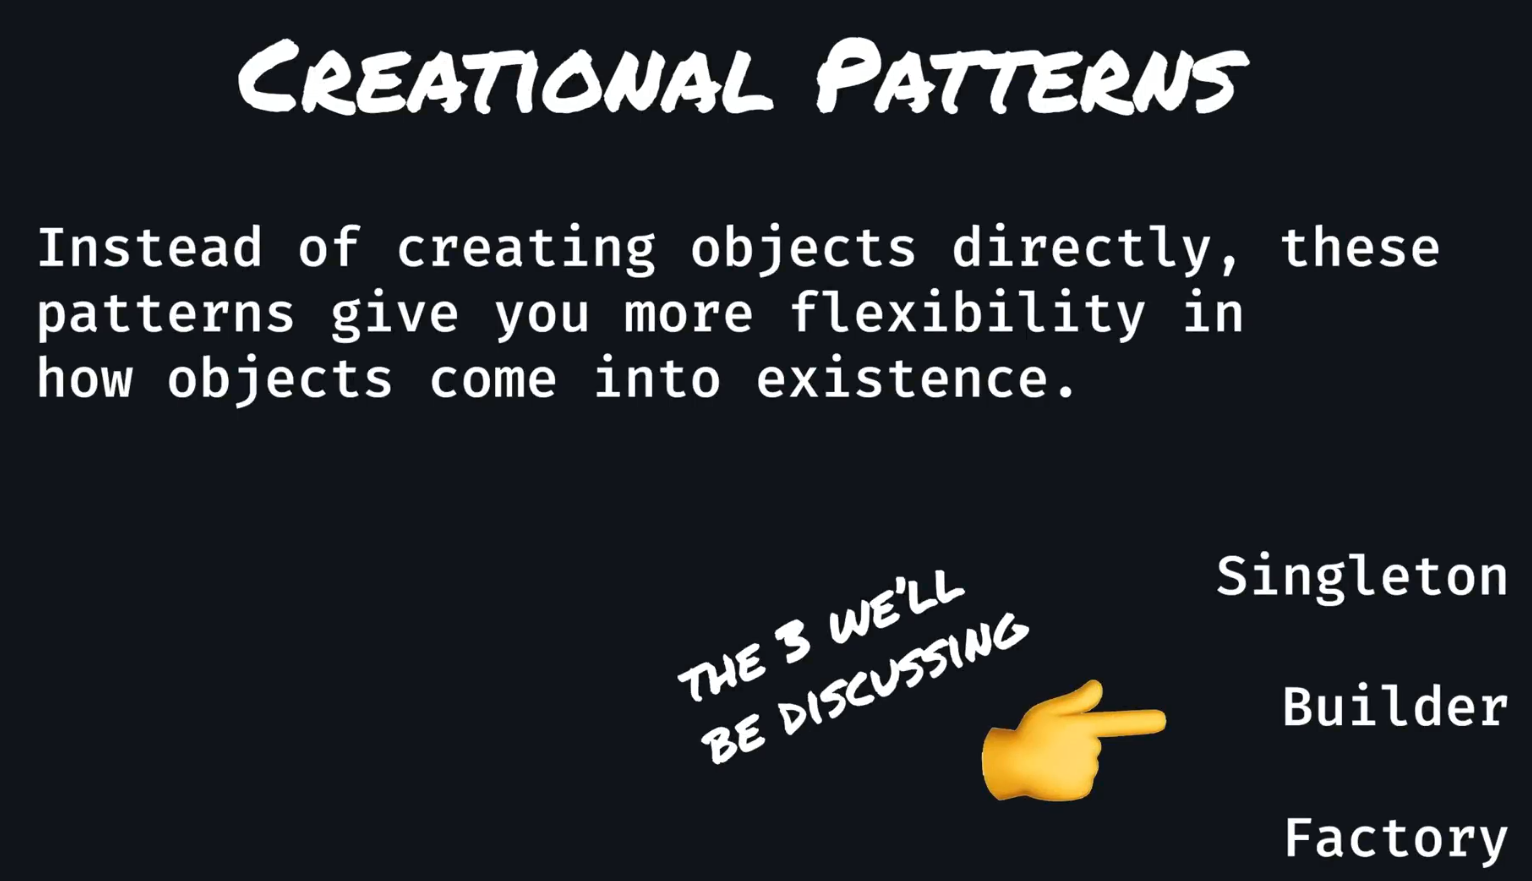 CREATIONAL PATTERNS
Instead of creating objects directly, these
patterns give you more flexibility in
how objects come into existence.
THE 3 WE'LL
BE DISCUSSING
Singleton
Builder
Factory